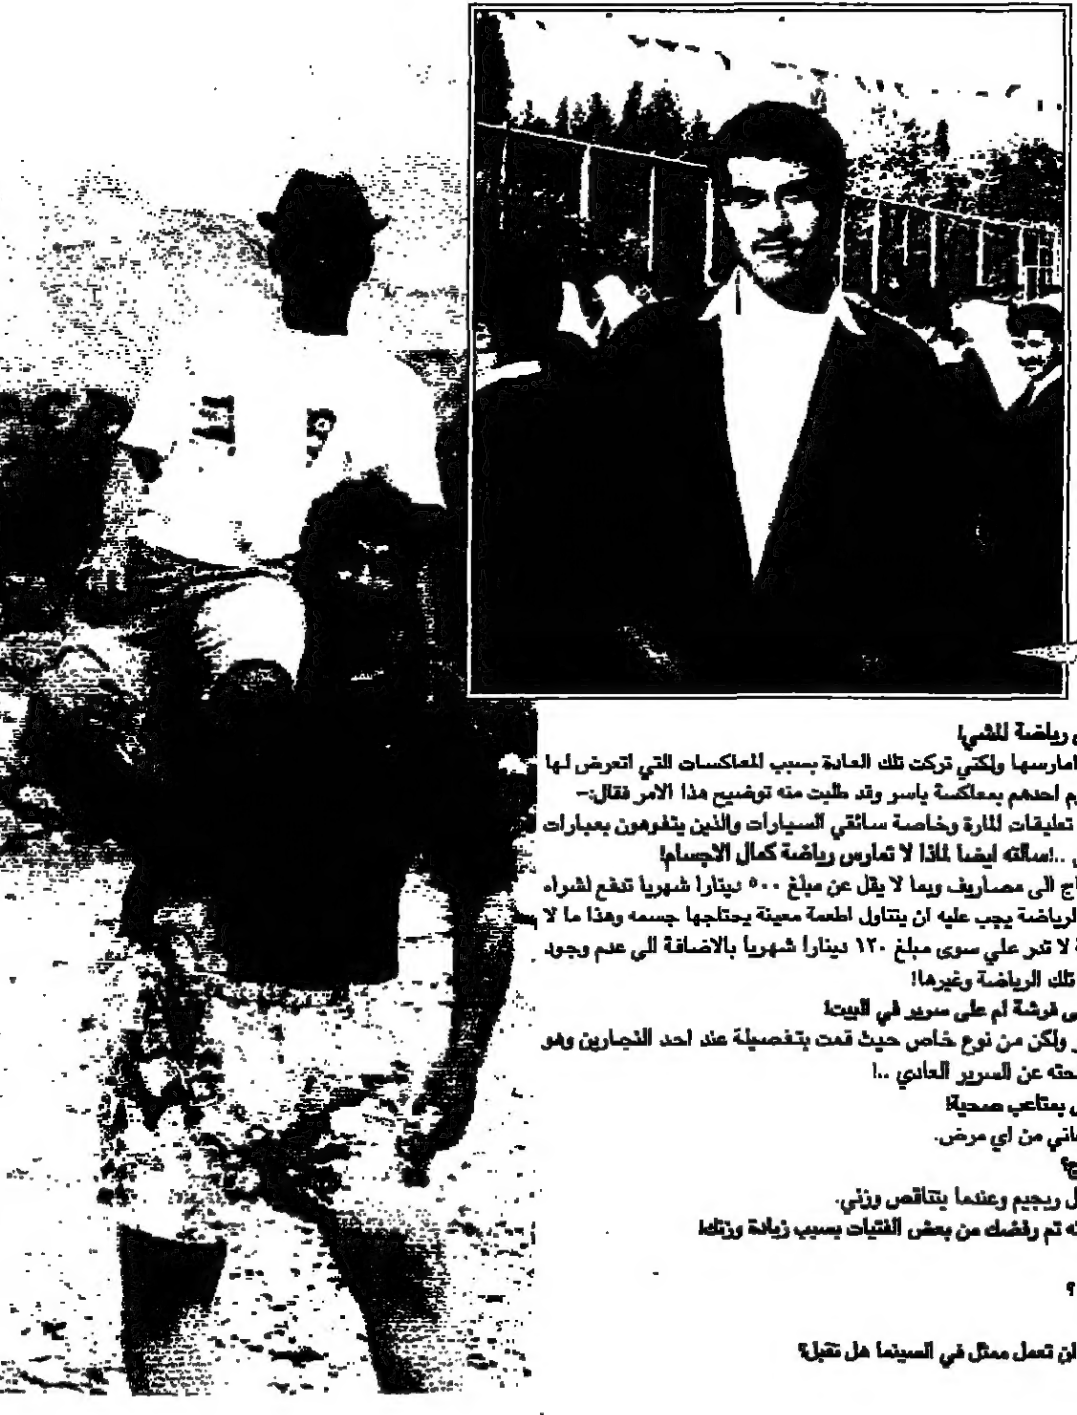 رياضة المشي!
امارسها ولكني تركت تلك العادة بسبب المعاكسات التي اتعرض لها
احدهم بمعاكسة ياسر وقد طلبت منه توضيح هذا الامر فقال:-
تعليقات المارة وخاصة سائقي السيارات والذين يتفوهون بعبارات
..!سألته ايضا لماذا لا تمارس رياضة كمال الاجسام!
الى مصاريف وبما لا يقل عن مبلغ ٥٠٠ دينارا شهريا تدفع لشراء
الرياضة يجب عليه ان يتناول اطعمة معينة يحتاجها جسمه وهذا ما لا
لا تدر علي سوى مبلغ ١٢٠ دينارا شهريا بالاضافة الى عدم وجود
تلك الرياضة وغيرها!
فرشة ام على سرير في البيت!
ولكن من نوع خاص حيث قمت بتفصيلة عند احد النجارين وهو
عن السرير العادي ..!
بمتاعب صحية!
من اي مرض.
ريجيم وعندما يتناقص وزني.
تم رفضك من بعض الفتيات بسبب زيادة وزنك!
؟
تعمل ممثل في السينما هل تقبل؟